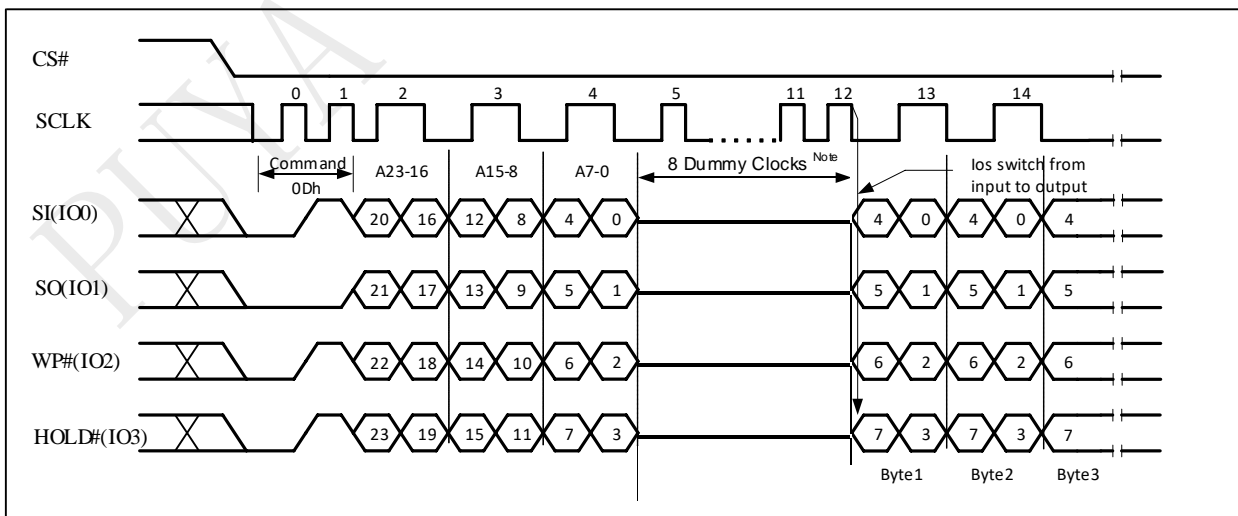 PUYA
CS#
0 1 2 3 4 5 11 12 13 14
SCLK
Command A23-16 A15-8 A7-0 8 Dummy Clocks Note Ios switch from
0Dh input to output
SI(IO0) 20 16 12 8 4 0 4 0 4 0 4
SO(IO1) 21 17 13 9 5 1 5 1 5 1 5
WP#(IO2) 22 18 14 10 6 2 6 2 6 2 6
HOLD#(IO3) 23 19 15 11 7 3 7 3 7 3 7
Byte1 Byte2 Byte3